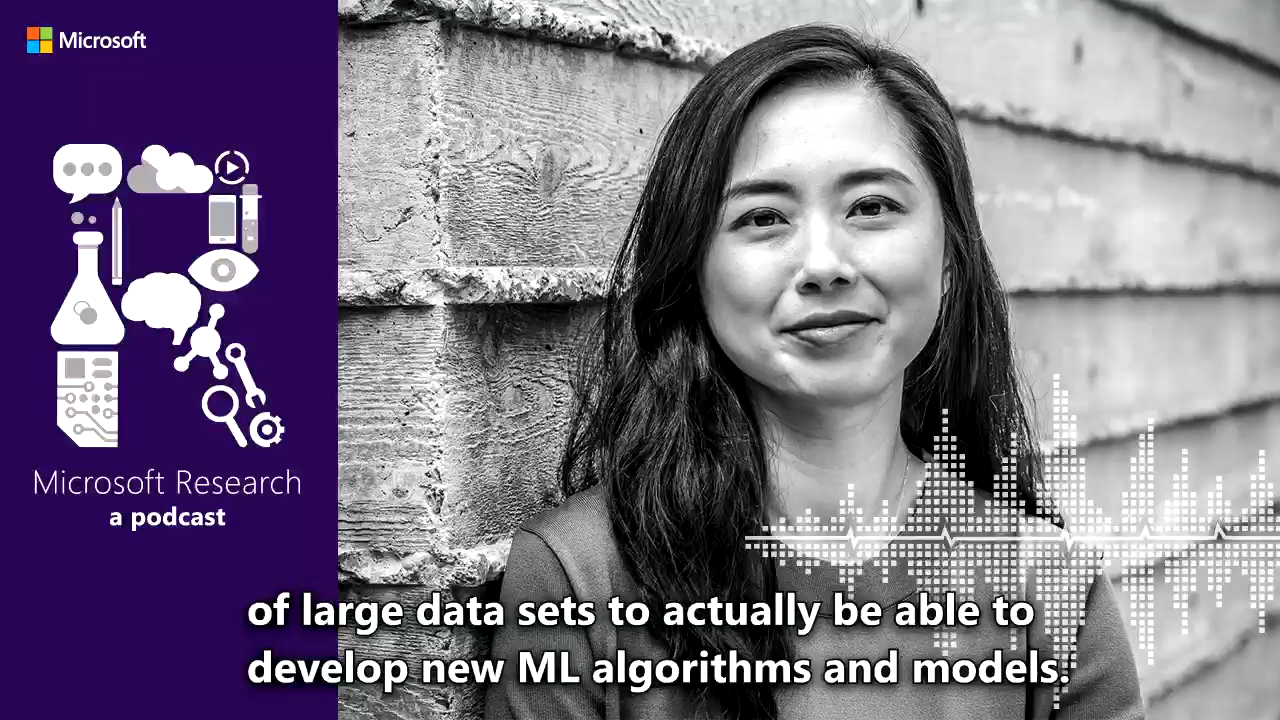 Microsoft
Microsoft Research
a podcast
of large data sets to actually be able to
develop new ML algorithms and models.